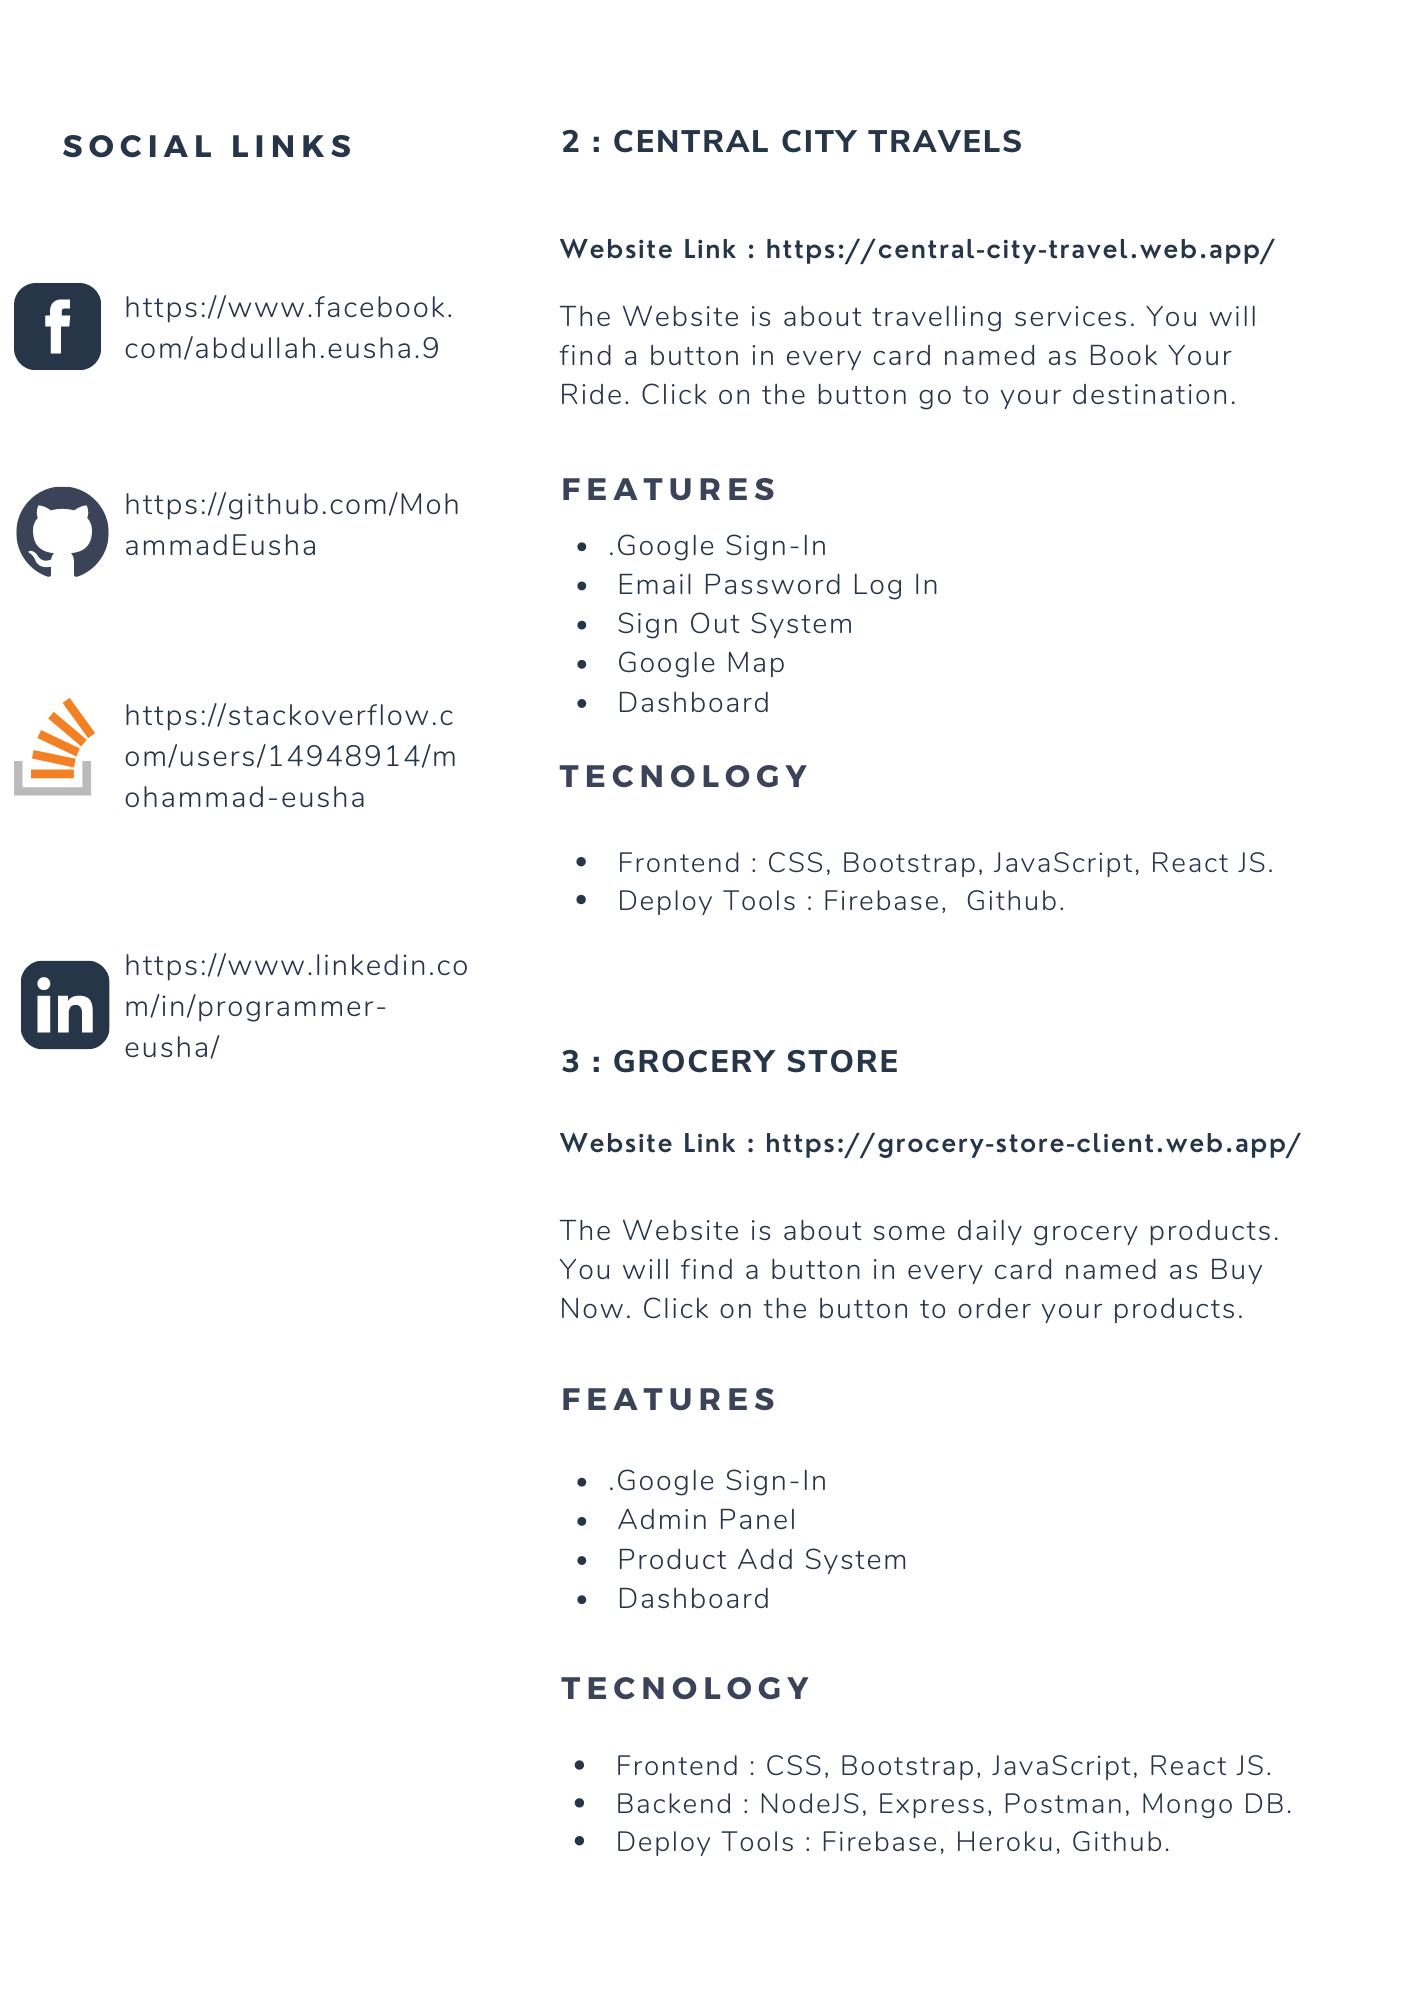 SOCIAL LINKS
https://www.facebook.
com/abdullah.eusha.9
https://github.com/Moh
ammadEusha
https://stackoverflow.c
om/users/14948914/m
ohammad-eusha
https://www.linkedin.co
m/in/programmer-
eusha/
2 : CENTRAL CITY TRAVELS
Website Link : https://central-city-travel.web.app/
The Website is about travelling services. You will
find a button in every card named as Book Your
Ride. Click on the button go to your destination.
FEATURES
• .Google Sign-In
• Email Password Log In
• Sign Out System
• Google Map
• Dashboard
TECNOLOGY
• Frontend : CSS, Bootstrap, JavaScript, React JS.
• Deploy Tools : Firebase,  Github.
3 : GROCERY STORE
Website Link : https://grocery-store-client.web.app/
The Website is about some daily grocery products.
You will find a button in every card named as Buy
Now. Click on the button to order your products.
FEATURES
• .Google Sign-In
• Admin Panel
• Product Add System
• Dashboard
TECNOLOGY
• Frontend : CSS, Bootstrap, JavaScript, React JS.
• Backend : NodeJS, Express, Postman, Mongo DB.
• Deploy Tools : Firebase, Heroku, Github.